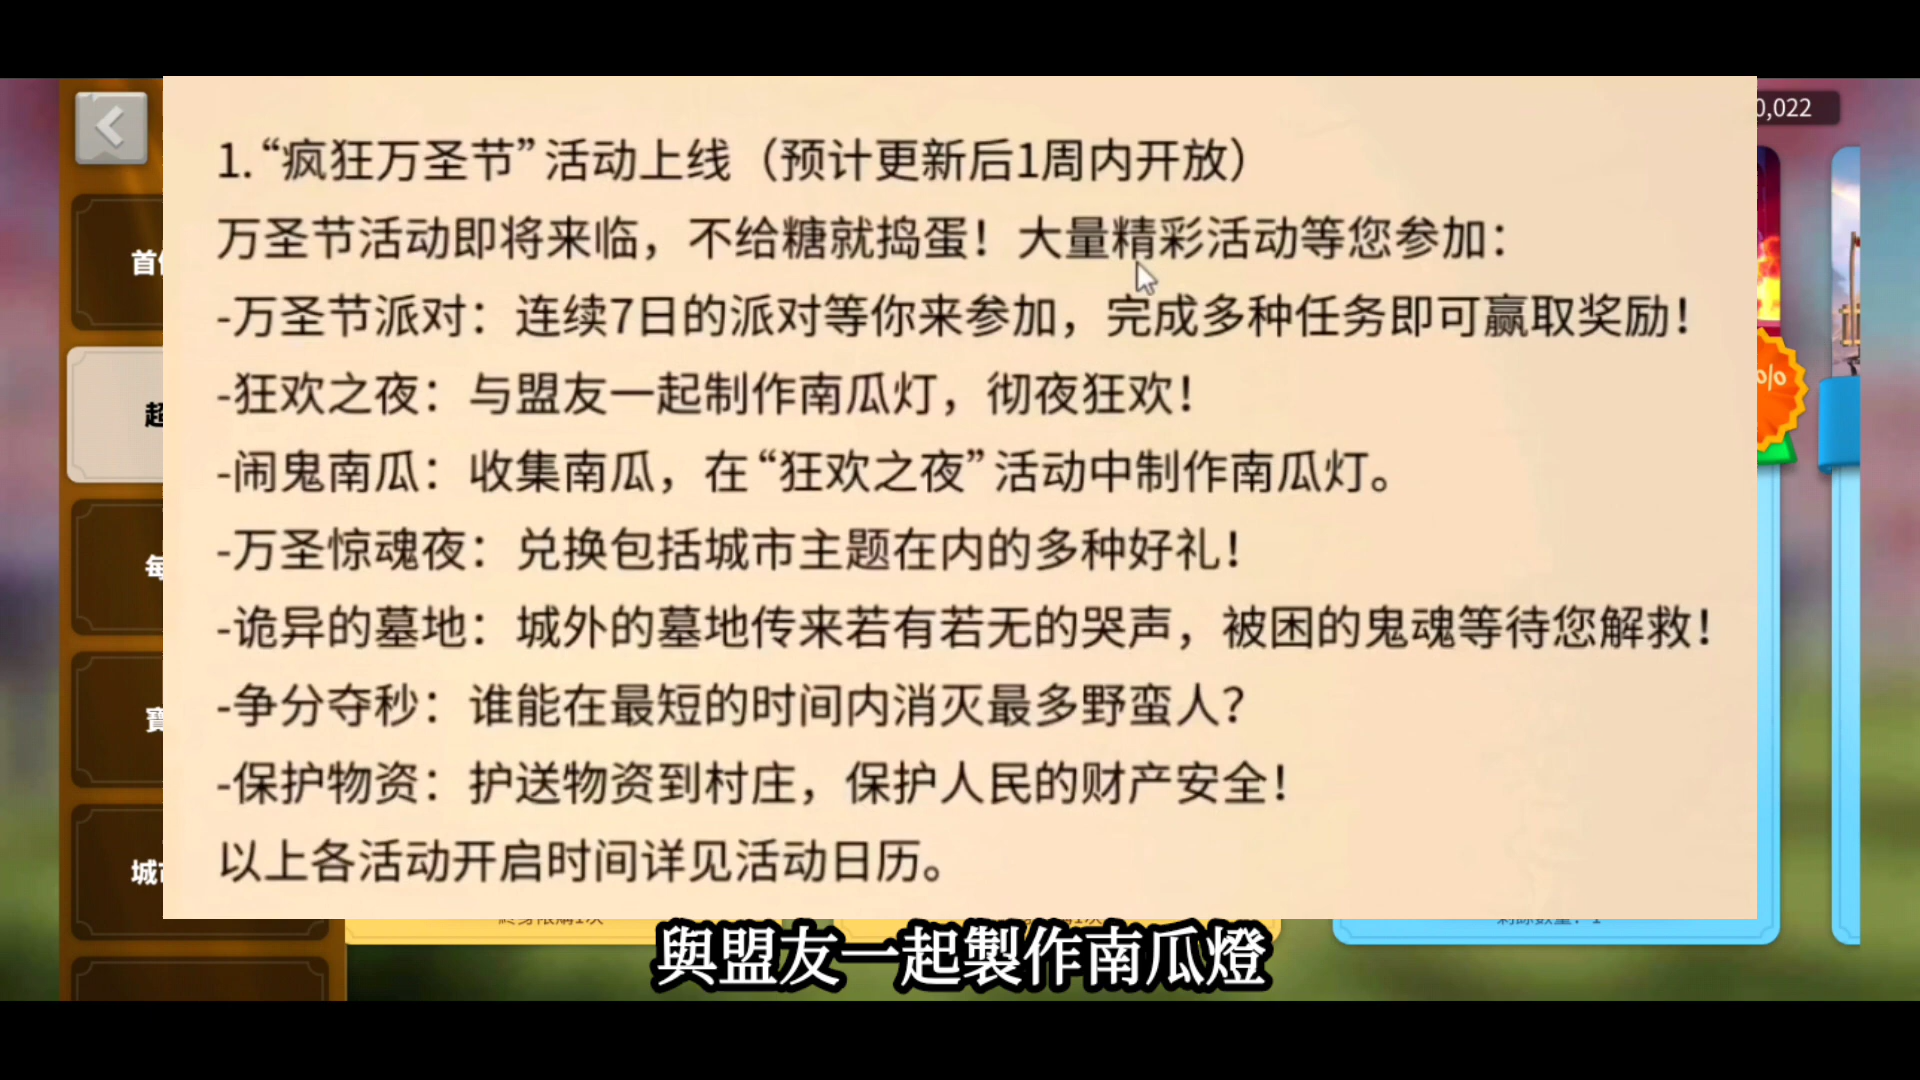 0,022
1.“疯狂万圣节”活动上线（预计更新后1周内开放）
万圣节活动即将来临，不给糖就捣蛋！大量精彩活动等您参加：
-万圣节派对：连续7日的派对等你来参加，完成多种任务即可赢取奖励！
-狂欢之夜：与盟友一起制作南瓜灯，彻夜狂欢！
-闹鬼南瓜：收集南瓜，在“狂欢之夜”活动中制作南瓜灯。
-万圣惊魂夜：兑换包括城市主题在内的多种好礼！
-诡异的墓地：城外的墓地传来若有若无的哭声，被困的鬼魂等待您解救！
-争分夺秒：谁能在最短的时间内消灭最多野蛮人？
-保护物资：护送物资到村庄，保护人民的财产安全！
以上各活动开启时间详见活动日历。
首
超
每
寶
城
%
與盟友一起製作南瓜燈